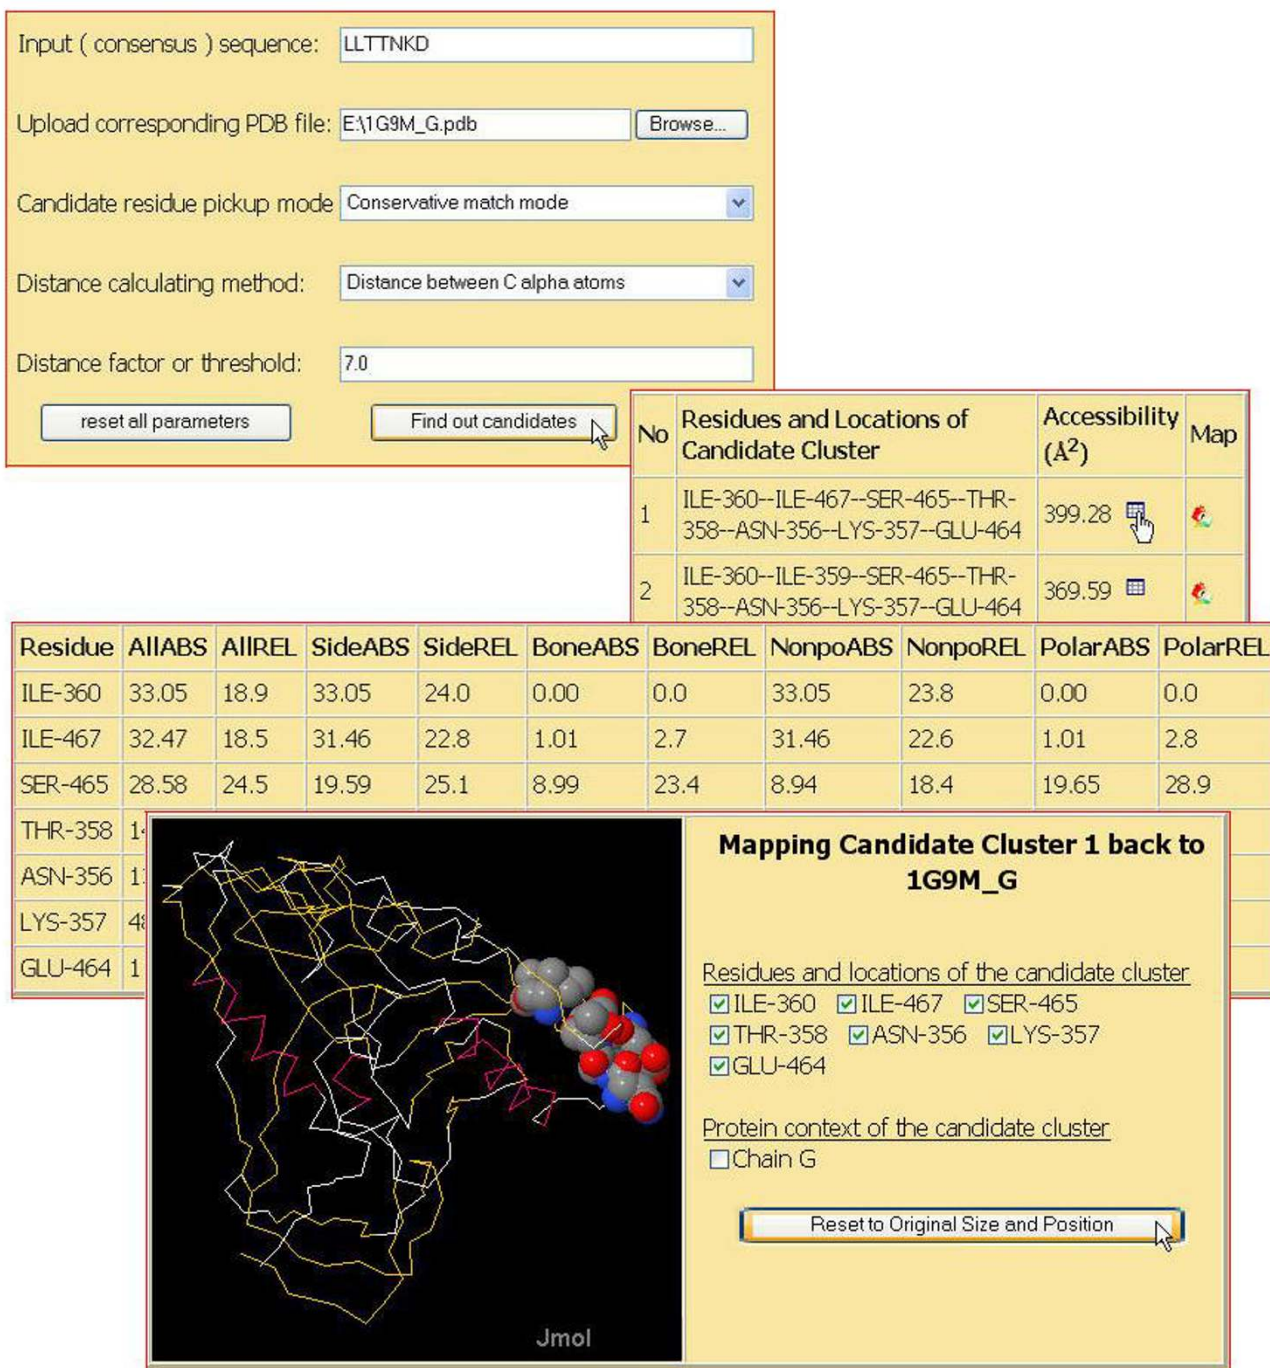 Input ( consensus ) sequence: LLTTNKD
Upload corresponding PDB file: E:\1G9M_G.pdb Browse...
Candidate residue pickup mode Conservative match mode
Distance calculating method: Distance between C alpha atoms
Distance factor or threshold: 7.0
reset all parameters Find out candidates
No Residues and Locations of Candidate Cluster Accessibility (Å²) Map
1 ILE-360--ILE-467--SER-465--THR-
358--ASN-356--LYS-357--GLU-464 399.28
2 ILE-360--ILE-359--SER-465--THR-
358--ASN-356--LYS-357--GLU-464 369.59
Residue AllABS AllREL SideABS SideREL BoneABS BoneREL NonpoABS NonpoREL PolarABS PolarREL
ILE-360 33.05 18.9 33.05 24.0 0.00 0.0 33.05 23.8 0.00 0.0
ILE-467 32.47 18.5 31.46 22.8 1.01 2.7 31.46 22.6 1.01 2.8
SER-465 28.58 24.5 19.59 25.1 8.99 23.4 8.94 18.4 19.65 28.9
THR-358
ASN-356
LYS-357
GLU-464
Mapping Candidate Cluster 1 back to
1G9M_G
Residues and locations of the candidate cluster
ILE-360 ILE-467 SER-465
THR-358 ASN-356 LYS-357
GLU-464
Protein context of the candidate cluster
Chain G
Reset to Original Size and Position
Jmol